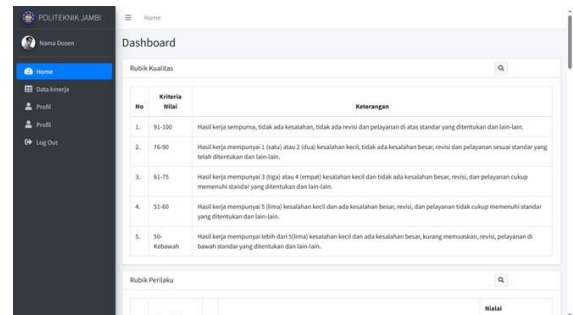 POLITEKNIK JAMBI
Home
Nama Dosen
Dashboard
Home
Data kinerja
Profil
Profil
Log Out
Rubik Kualitas
No
Kriteria
Nilai
Keterangan
1. 91-100 Hasil kerja sempurna, tidak ada kesalahan, tidak ada revisi dan pelayanan di atas standar yang ditentukan dan lain-lain.
2. 76-90 Hasil kerja mempunyai 1 (satu) atau 2 (dua) kesalahan kecil, tidak ada kesalahan besar, revisi dan pelayanan sesuai standar yang
telah ditentukan dan lain-lain.
3. 61-75 Hasil kerja mempunyai 3 (tiga) atau 4 (empat) kesalahan kecil dan tidak ada kesalahan besar, revisi, dan pelayanan cukup
memenuhi standar yang ditentukan dan lain-lain.
4. 51-60 Hasil kerja mempunyai 5 (lima) kesalahan kecil dan ada kesalahan besar, revisi, dan pelayanan tidak cukup memenuhi standar
yang ditentukan dan lain-lain.
5. 50-
Kebawah
Hasil kerja mempunyai lebih dari 5(lima) kesalahan kecil dan ada kesalahan besar, kurang memuaskan, revisi, pelayanan di
bawah standar yang ditentukan dan lain-lain.
Rubik Perilaku
Nialai